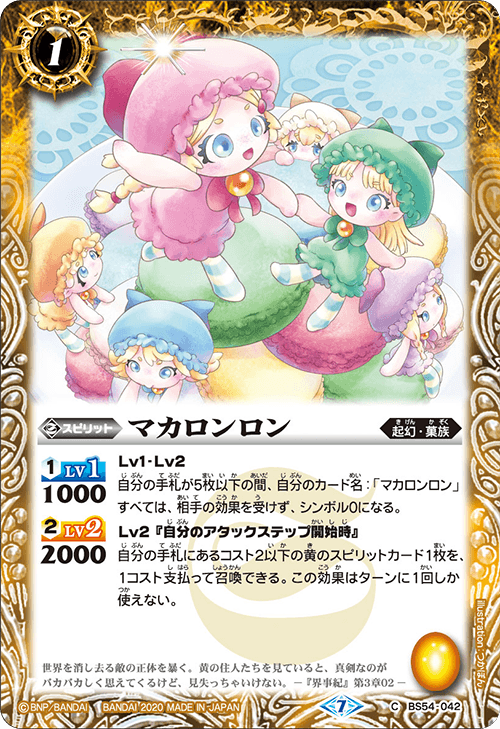 1
スピリット
マカロンロン
起幻・菓族
1 LV1 1000
Lv1・Lv2
自分の手札が5枚以下の間、自分のカード名：「マカロンロン」
すべては、相手の効果を受けず、シンボル0になる。
2 LV2 2000
Lv2『自分のアタックステップ開始時』
自分の手札にあるコスト2以下の黄のスピリットカード1枚を、
1コスト支払って召喚できる。この効果はターンに1回しか
使えない。
世界を消し去る敵の正体を暴く。黄の住人たちを見ていると、真剣なのが
バカバカしく思えてくるけど、見失っちゃいけない。－『界事紀』第3章02－
illustration:つかぽん
©BNP/BANDAI BANDAI 2020 MADE IN JAPAN
7
C BS54-042